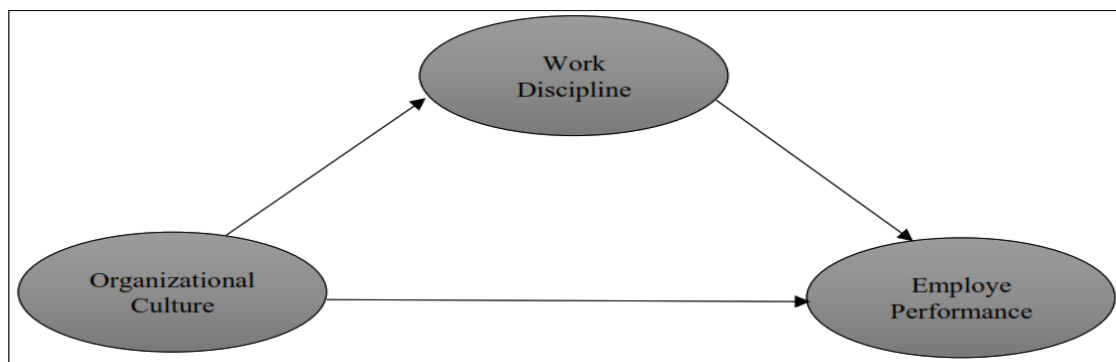 Work
Discipline
Organizational
Culture
Employe
Performance